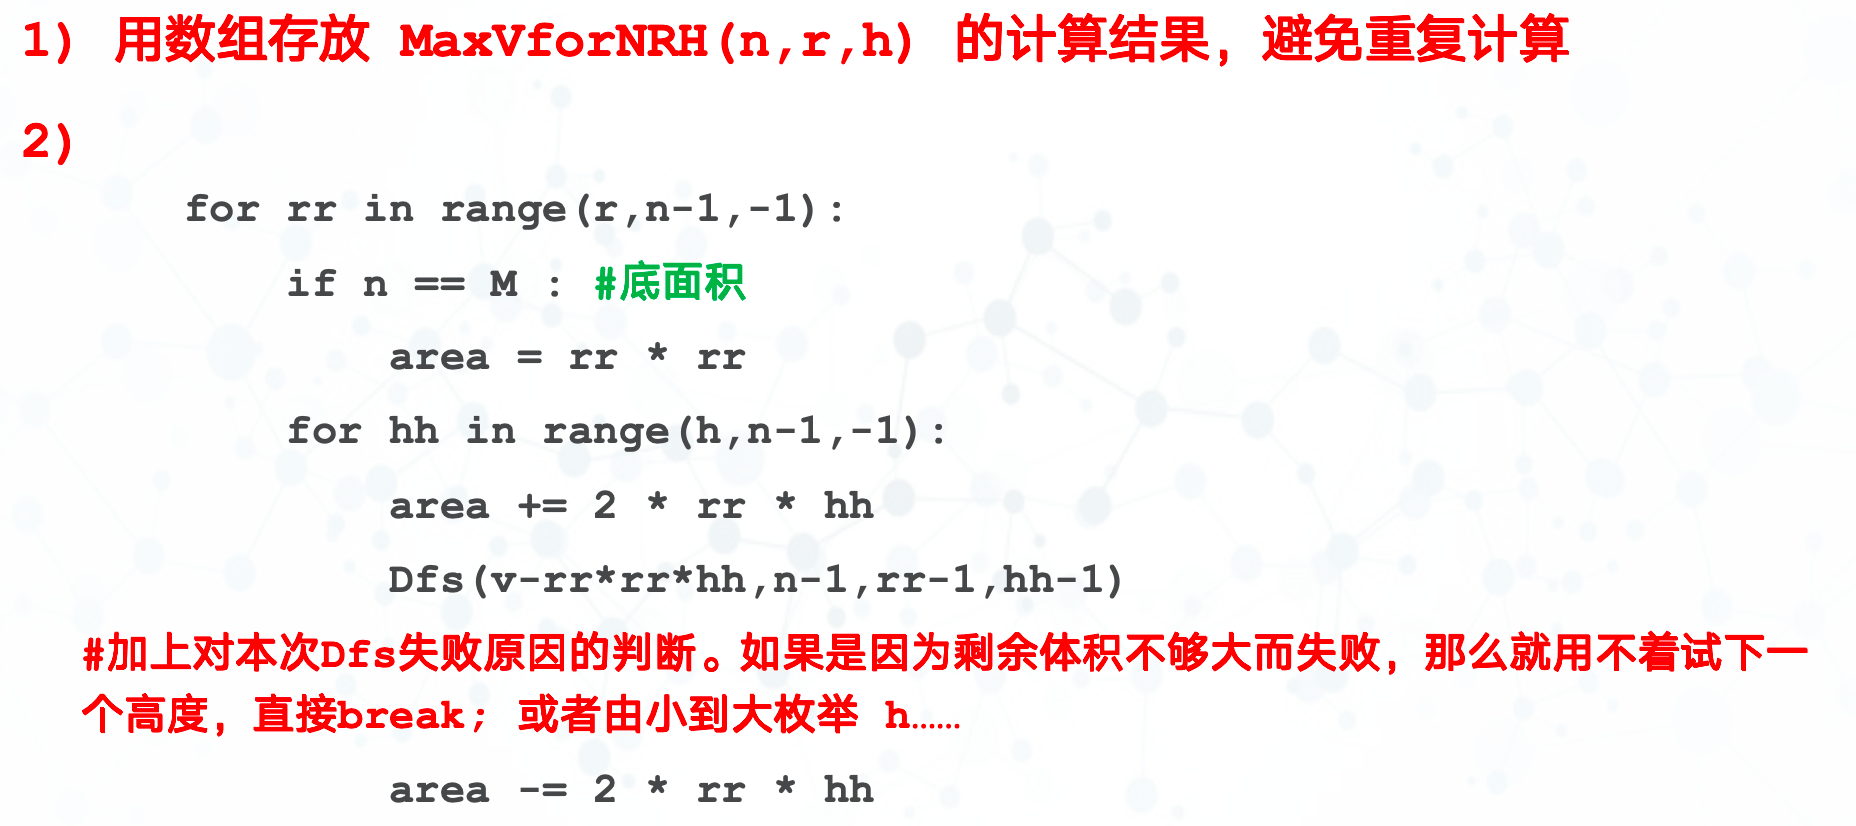 1) 用数组存放 MaxVforNRH(n,r,h) 的计算结果，避免重复计算
2)
for rr in range(r,n-1,-1):
if n == M : #底面积
area = rr * rr
for hh in range(h,n-1,-1):
area += 2 * rr * hh
Dfs(v-rr*rr*hh,n-1,rr-1,hh-1)
#加上对本次Dfs失败原因的判断。如果是因为剩余体积不够大而失败，那么就用不着试下一
个高度，直接break; 或者由小到大枚举 h……
area -= 2 * rr * hh